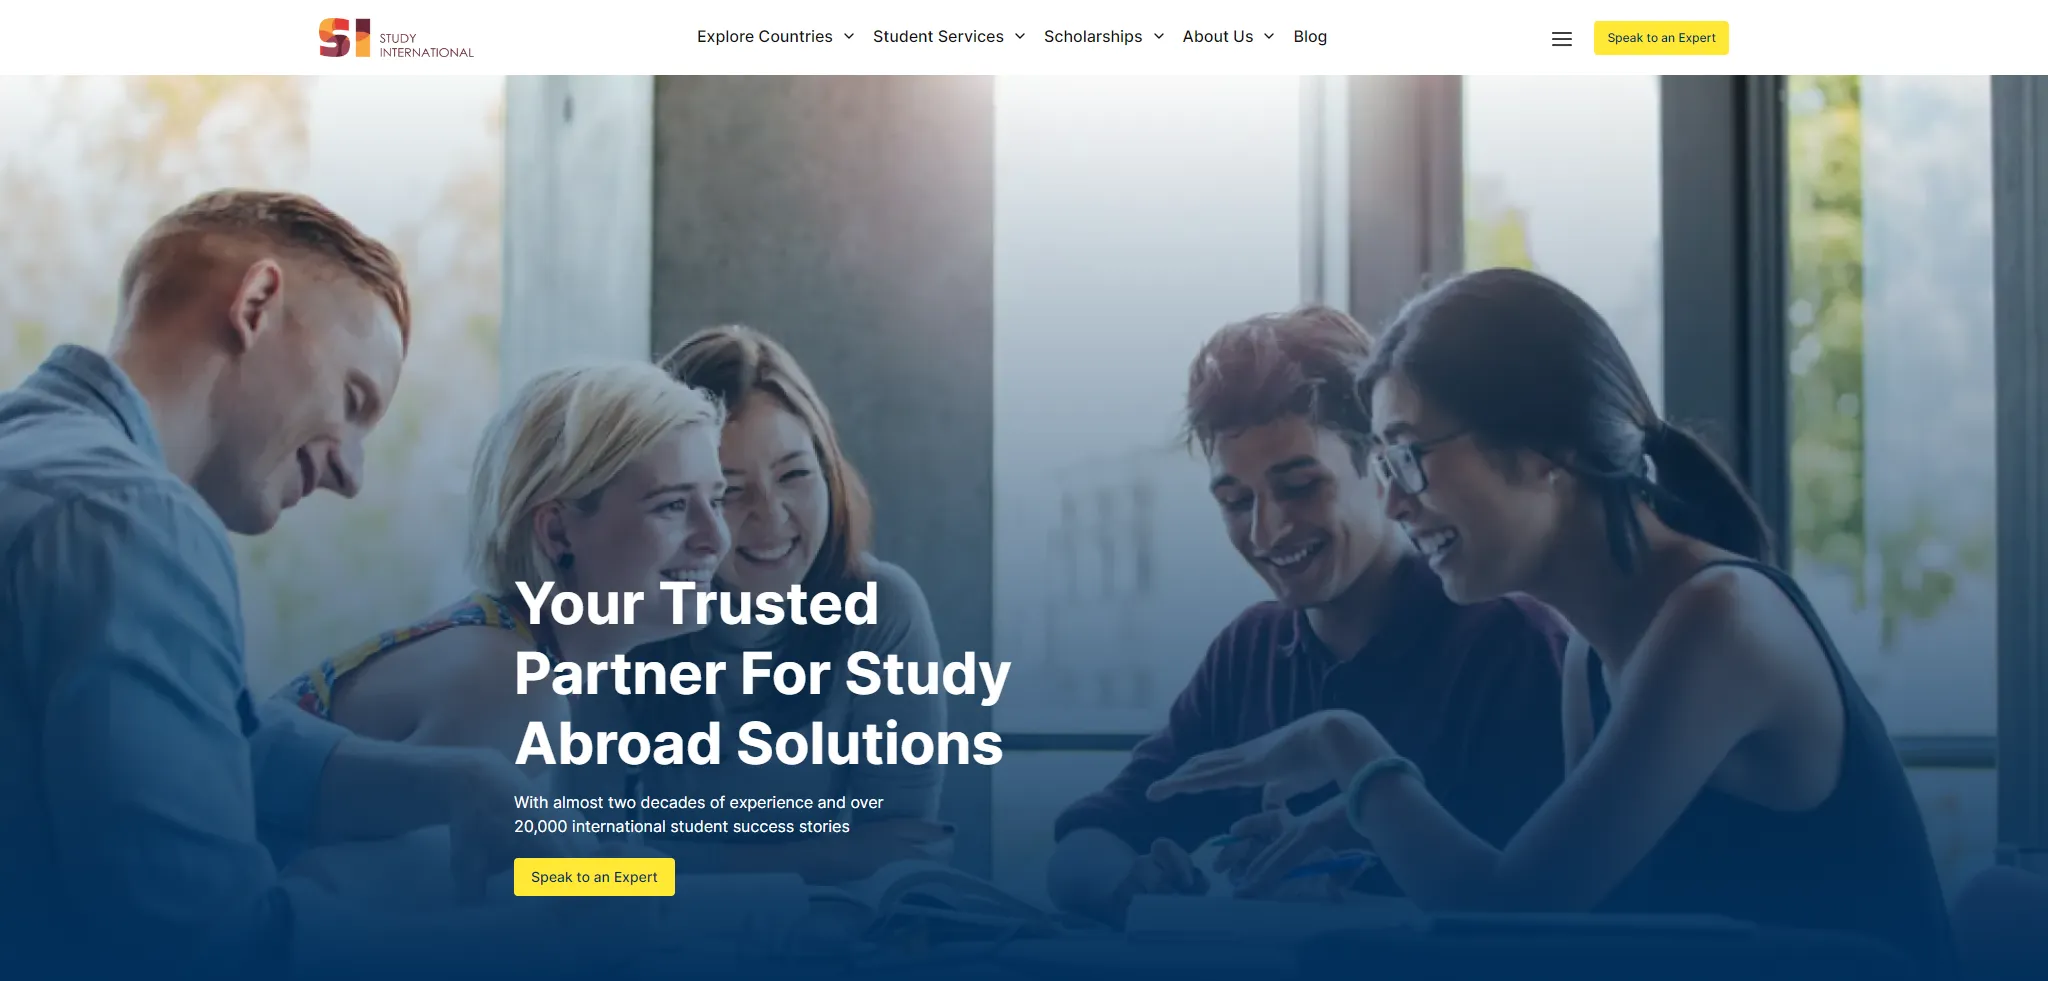 SI STUDY
INTERNATIONAL
Explore Countries
Student Services
Scholarships
About Us
Blog
Speak to an Expert
Your Trusted
Partner For Study
Abroad Solutions
With almost two decades of experience and over
20,000 international student success stories
Speak to an Expert